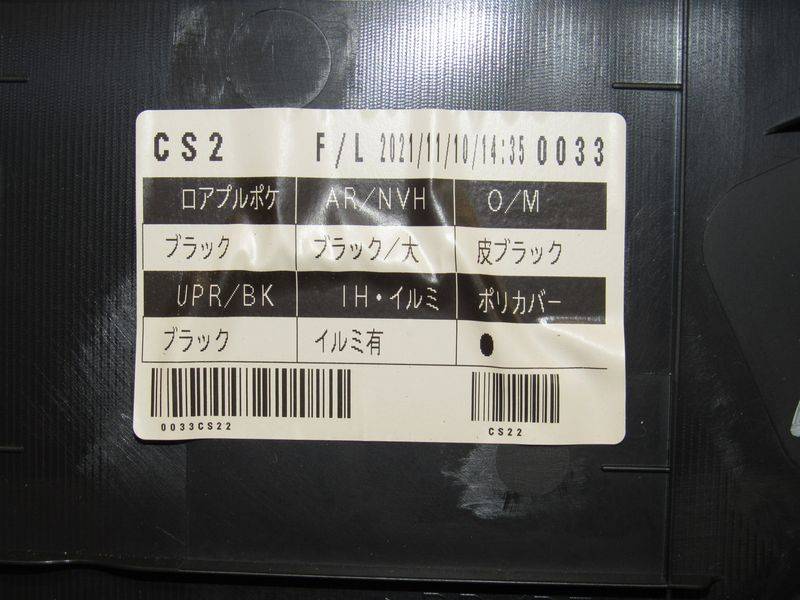 CS2 F/L 2021/11/10/14:35 0033
ロアプルポケ AR/NVH O/M
ブラック ブラック/大 皮ブラック
UPR/BK IH・イルミ ポリカバー
ブラック イルミ有 ●
0033CS22 CS22